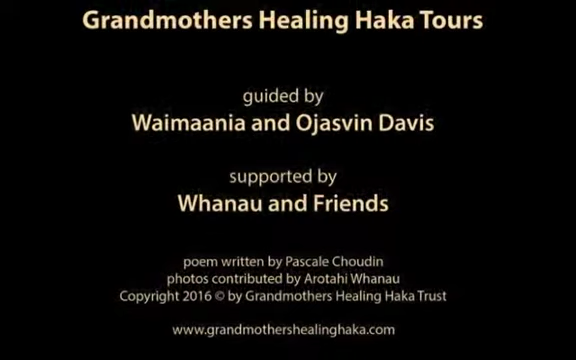 Grandmothers Healing Haka Tours
guided by
Waimaania and Ojasvin Davis
supported by
Whanau and Friends
poem written by Pascale Choudin
photos contributed by Arotahi Whanau
Copyright 2016 © by Grandmothers Healing Haka Trust
www.grandmothershealinghaka.com